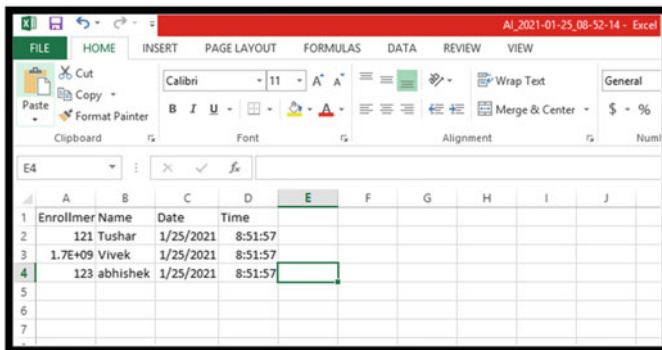 AI_2021-01-25_08-52-14 - Excel
FILE HOME INSERT PAGE LAYOUT FORMULAS DATA REVIEW VIEW
Cut
Copy
Format Painter
Paste
Calibri 11 A A
B I U A
Wrap Text
Merge & Center
General
$ %
Clipboard Font Alignment
E4 fx
A B C D E F G H I J
1 Enrollmer Name Date Time
2 121 Tushar 1/25/2021 8:51:57
3 1.7E+09 Vivek 1/25/2021 8:51:57
4 123 abhishek 1/25/2021 8:51:57
5
6
7